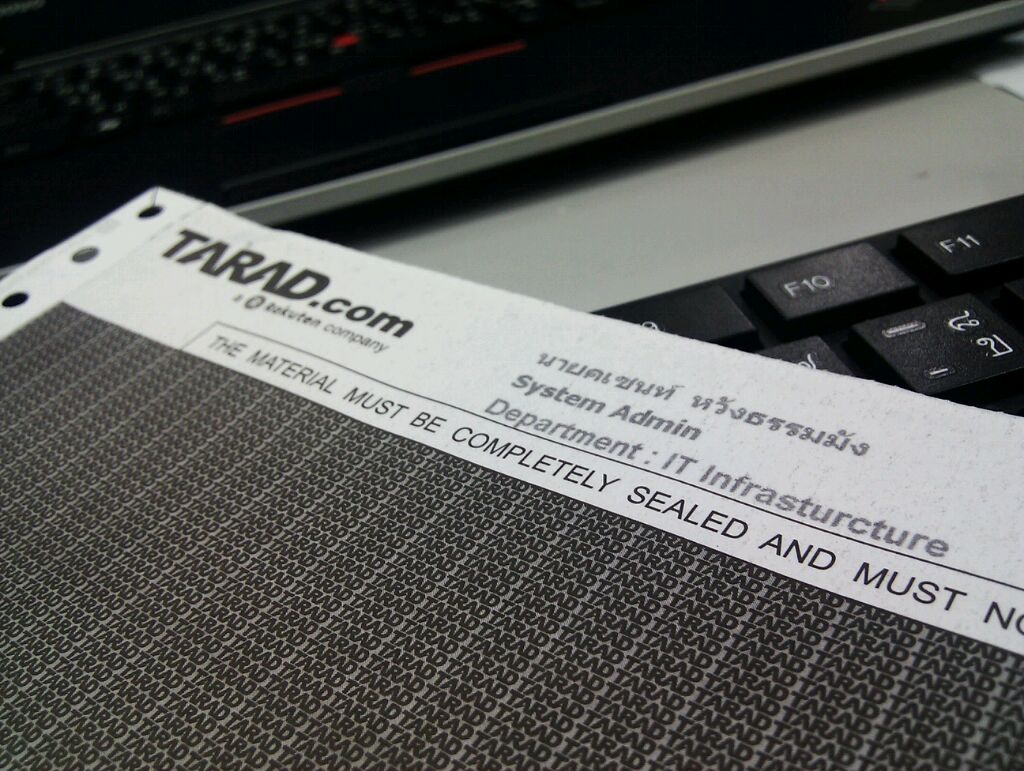 TARAD.com
a Rakuten company
นายคเชนท์ หวังธรรมมั่ง
System Admin
Department : IT Infrasturcture
THE MATERIAL MUST BE COMPLETELY SEALED AND MUST
F10
F11